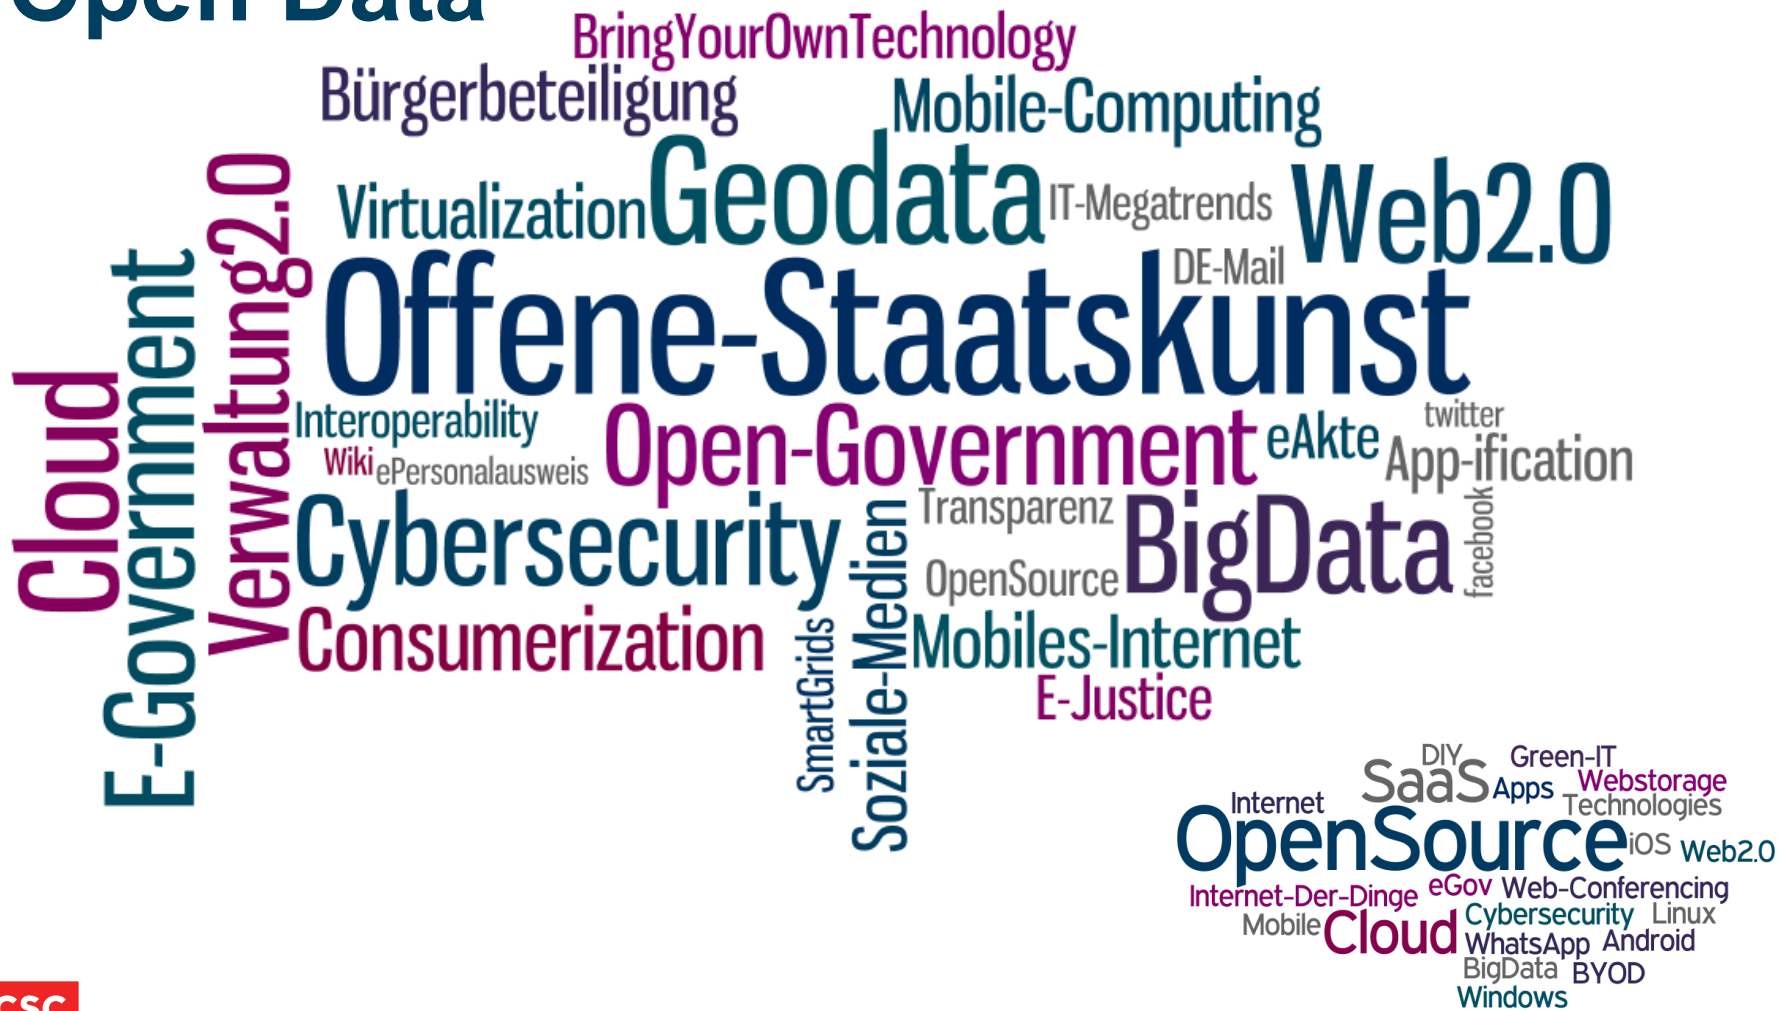 Open Data
BringYourOwnTechnology
Bürgerbeteiligung
Mobile-Computing
Geodata
Virtualization
IT-Megatrends
Web2.0
DE-Mail
Offene-Staatskunst
Cloud
E-Government
Verwaltung2.0
Interoperability
Open-Government
eAkte
twitter
App-ification
Wiki
ePersonalausweis
Cybersecurity
Transparenz
BigData
facebook
OpenSource
Consumerization
SmartGrids
Soziale-Medien
Mobiles-Internet
E-Justice
DIY
Green-IT
SaaS
Apps
Webstorage
Internet
Technologies
OpenSource
iOS
Web2.0
Internet-Der-Dinge
eGov
Web-Conferencing
Mobile
Cloud
Cybersecurity
Linux
WhatsApp
Android
BigData
BYOD
Windows
CSC